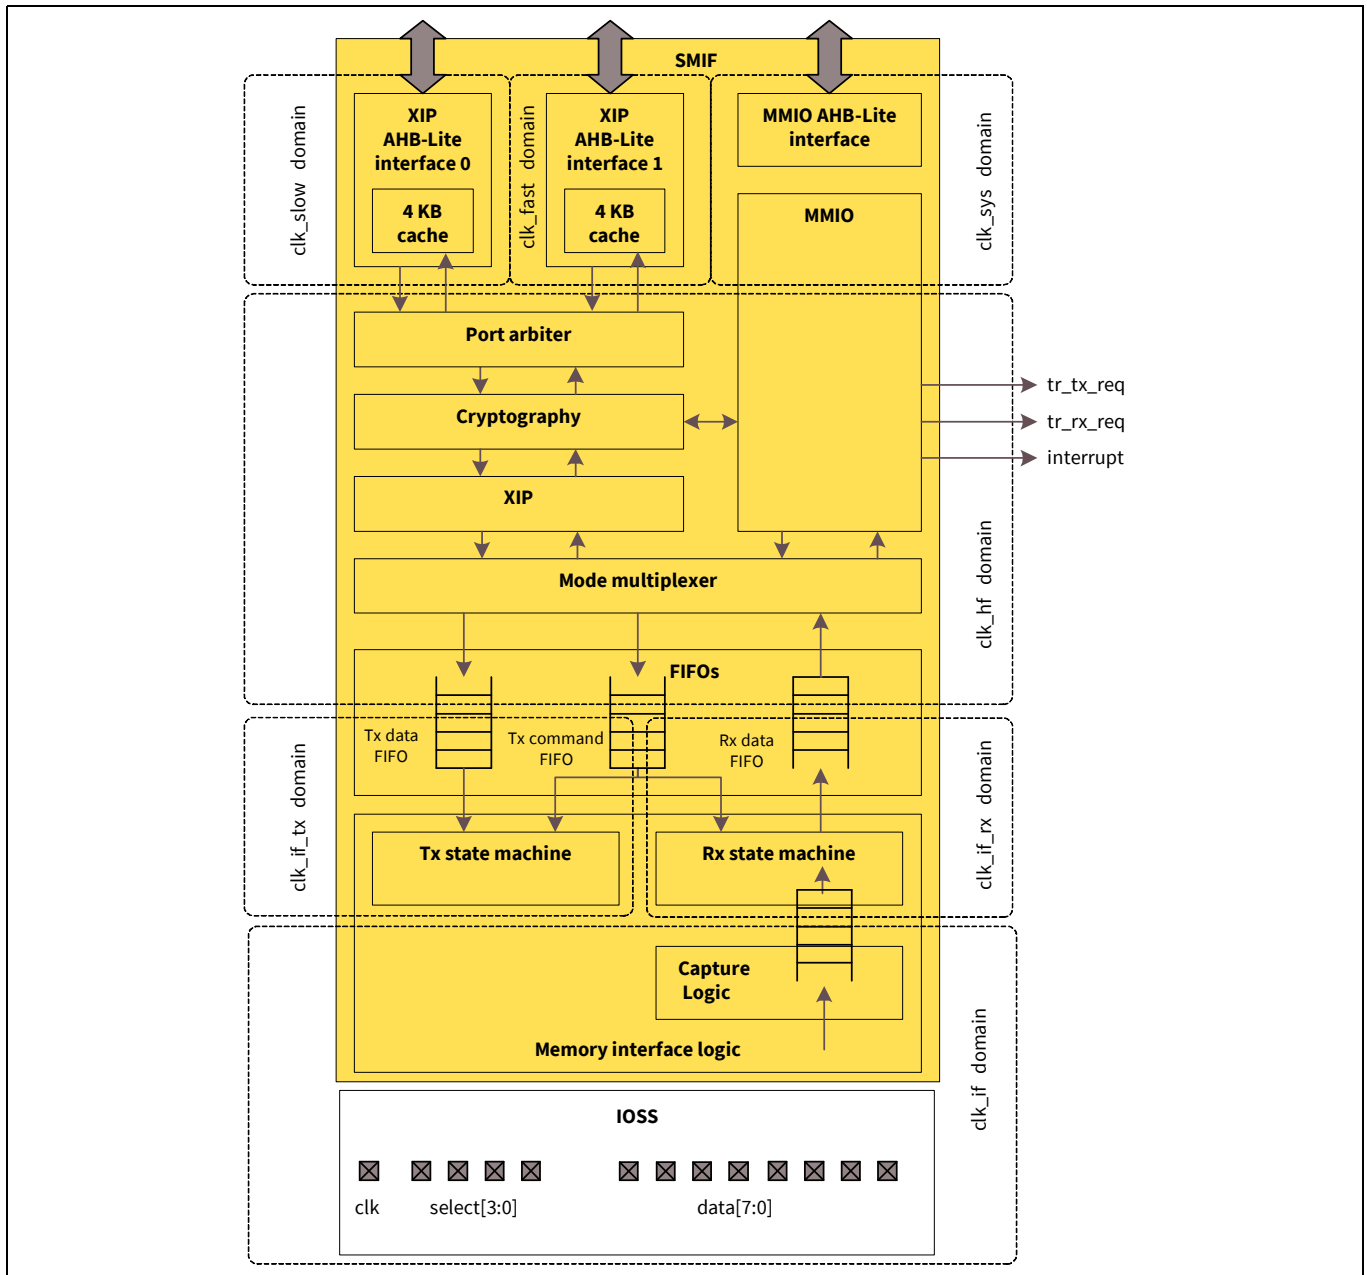 SMIF
clk_slow domain
XIP
AHB-Lite
interface 0
4 KB
cache
clk_fast domain
XIP
AHB-Lite
interface 1
4 KB
cache
MMIO AHB-Lite
interface
clk_sys domain
MMIO
Port arbiter
Cryptography
XIP
tr_tx_req
tr_rx_req
interrupt
Mode multiplexer
clk_hf domain
FIFOs
Tx data
FIFO
Tx command
FIFO
Rx data
FIFO
clk_if_tx domain
Tx state machine
Rx state machine
clk_if_rx domain
Capture
Logic
Memory interface logic
clk_if domain
IOSS
clk
select[3:0]
data[7:0]